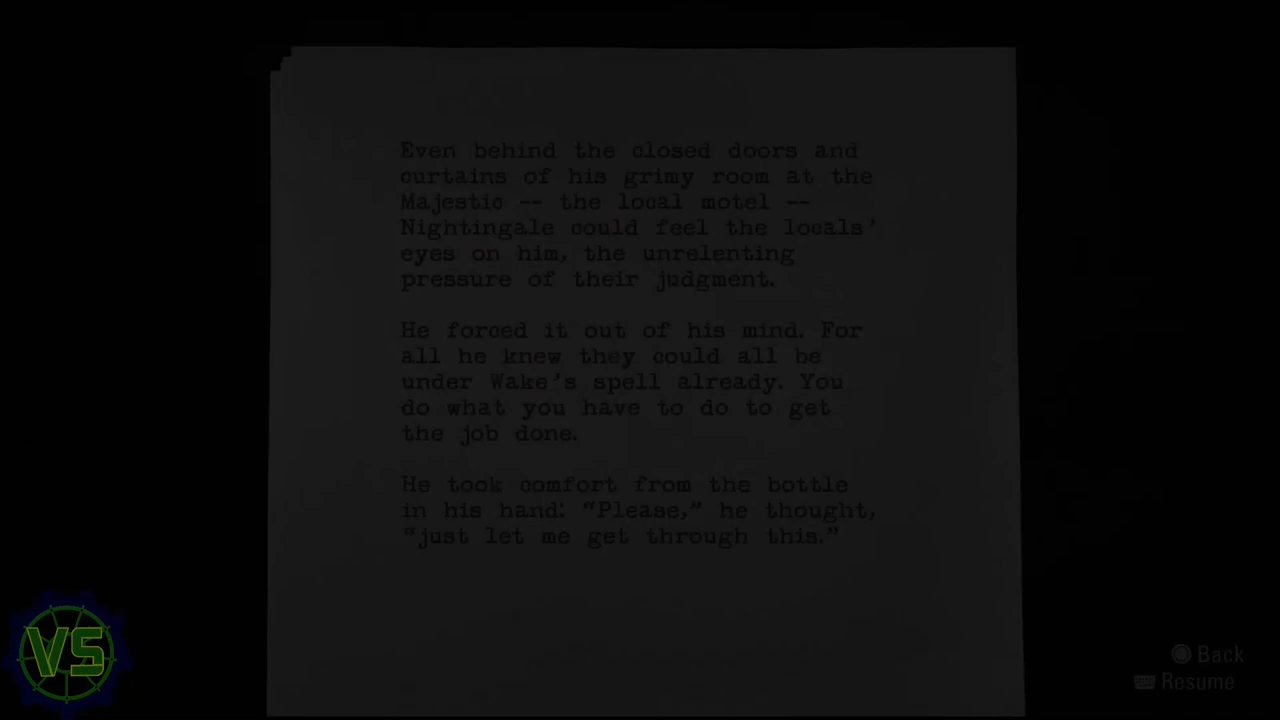 Even behind the closed doors and
curtains of his grimy room at the
Majestic -- the local motel --
Nightingale could feel the locals'
eyes on him, the unrelenting
pressure of their judgment.
He forced it out of his mind. For
all he knew they could all be
under Wake's spell already. You
do what you have to do to get
the job done.
He took comfort from the bottle
in his hand: “Please,” he thought,
“just let me get through this.”
VS
Back
Resume